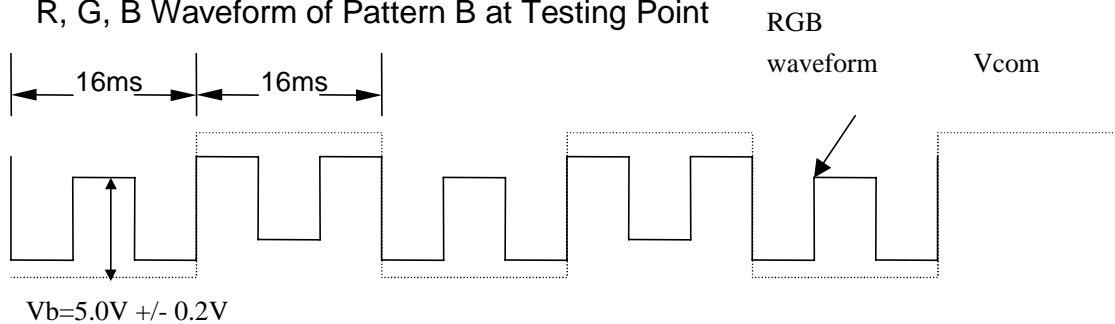 R, G, B Waveform of Pattern B at Testing Point
RGB
waveform
Vcom
16ms
16ms
Vb=5.0V +/- 0.2V